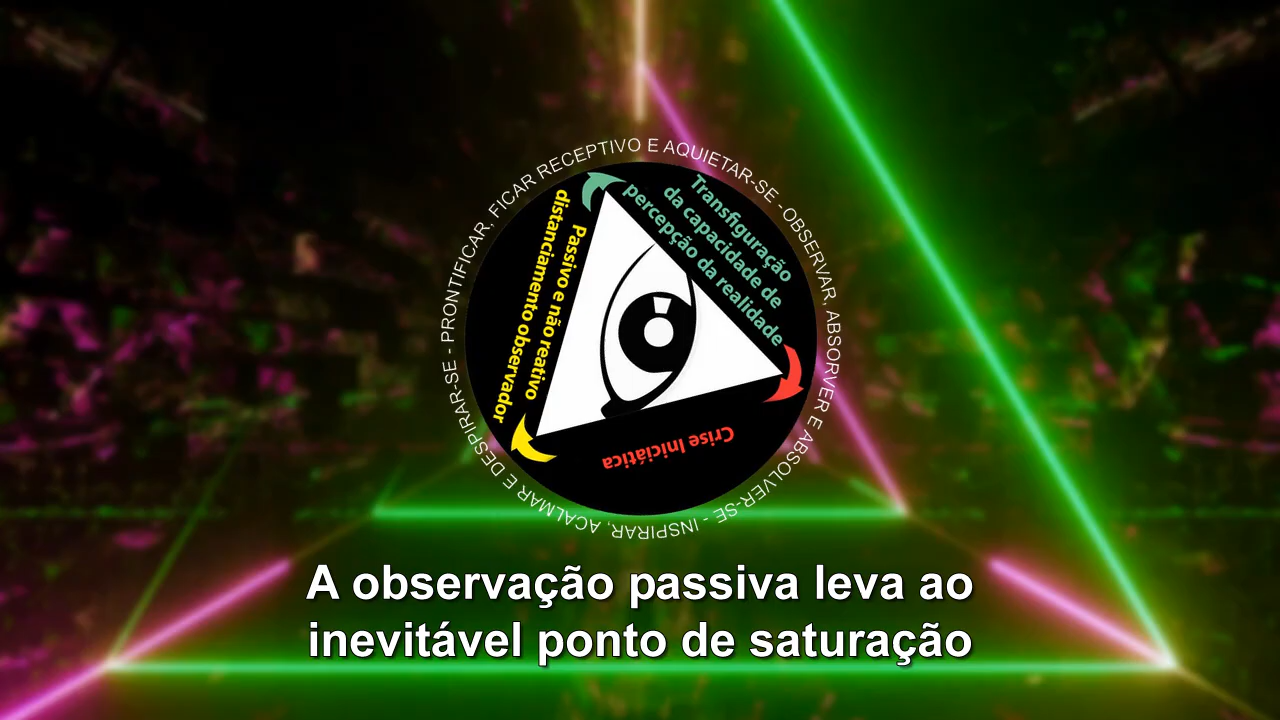 PRONTIFICAR, FICAR RECEPTIVO E AQUIETAR-SE - OBSERVAR, ABSORVER E ABSOLVER-SE - INSPIRAR, ACALMAR E DESPIRAR-SE -
Transfiguração
da capacidade de
percepção da realidade
Passivo e não reativo
distanciamento observador
Crise Iniciática
A observação passiva leva ao
inevitável ponto de saturação